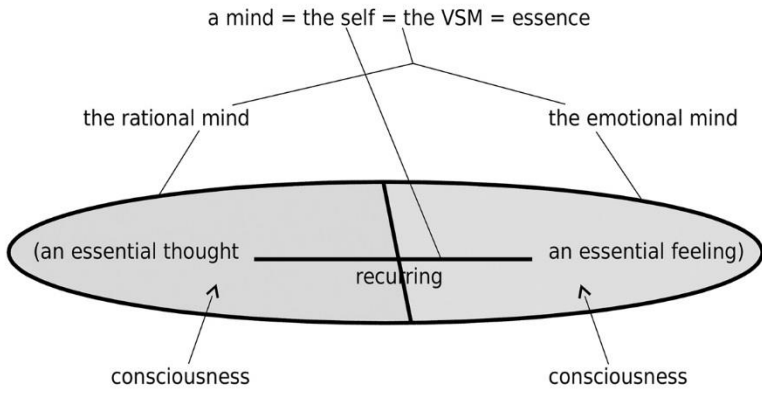 a mind = the self = the VSM = essence
the rational mind
the emotional mind
(an essential thought
an essential feeling)
recurring
consciousness
consciousness